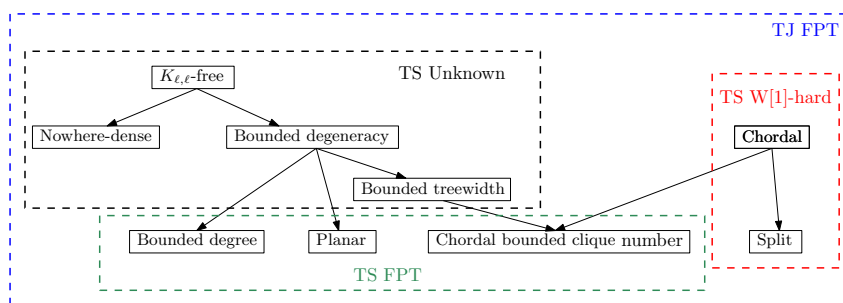 TJ FPT
K_{ℓ,ℓ}-free
TS Unknown
TS W[1]-hard
Nowhere-dense
Bounded degeneracy
Chordal
Bounded treewidth
Bounded degree
Planar
Chordal bounded clique number
Split
TS FPT